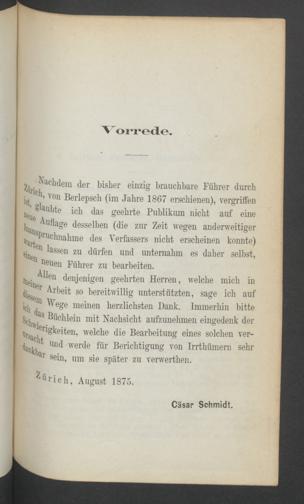 Vorrede.
Nachdem der bisher einzig brauchbare Führer durch
Zürich, von Berlepsch (im Jahre 1867 erschienen), vergriffen
ist, glaubte ich das geehrte Publikum nicht auf eine
neue Auflage desselben (die zur Zeit wegen anderweitiger
Inanspruchnahme des Verfassers nicht erscheinen konnte)
warten lassen zu dürfen und unternahm es daher selbst,
einen neuen Führer zu bearbeiten.
Allen denjenigen geehrten Herren, welche mich in
meiner Arbeit so bereitwillig unterstützten, sage ich auf
diesem Wege meinen herzlichsten Dank. Immerhin bitte
ich das Büchlein mit Nachsicht aufzunehmen eingedenk der
Schwierigkeiten, welche die Bearbeitung eines solchen ver-
ursacht und werde für Berichtigung von Irrthümern sehr
dankbar sein, um sie später zu verwerthen.
Zürich, August 1875.
Cäsar Schmidt.